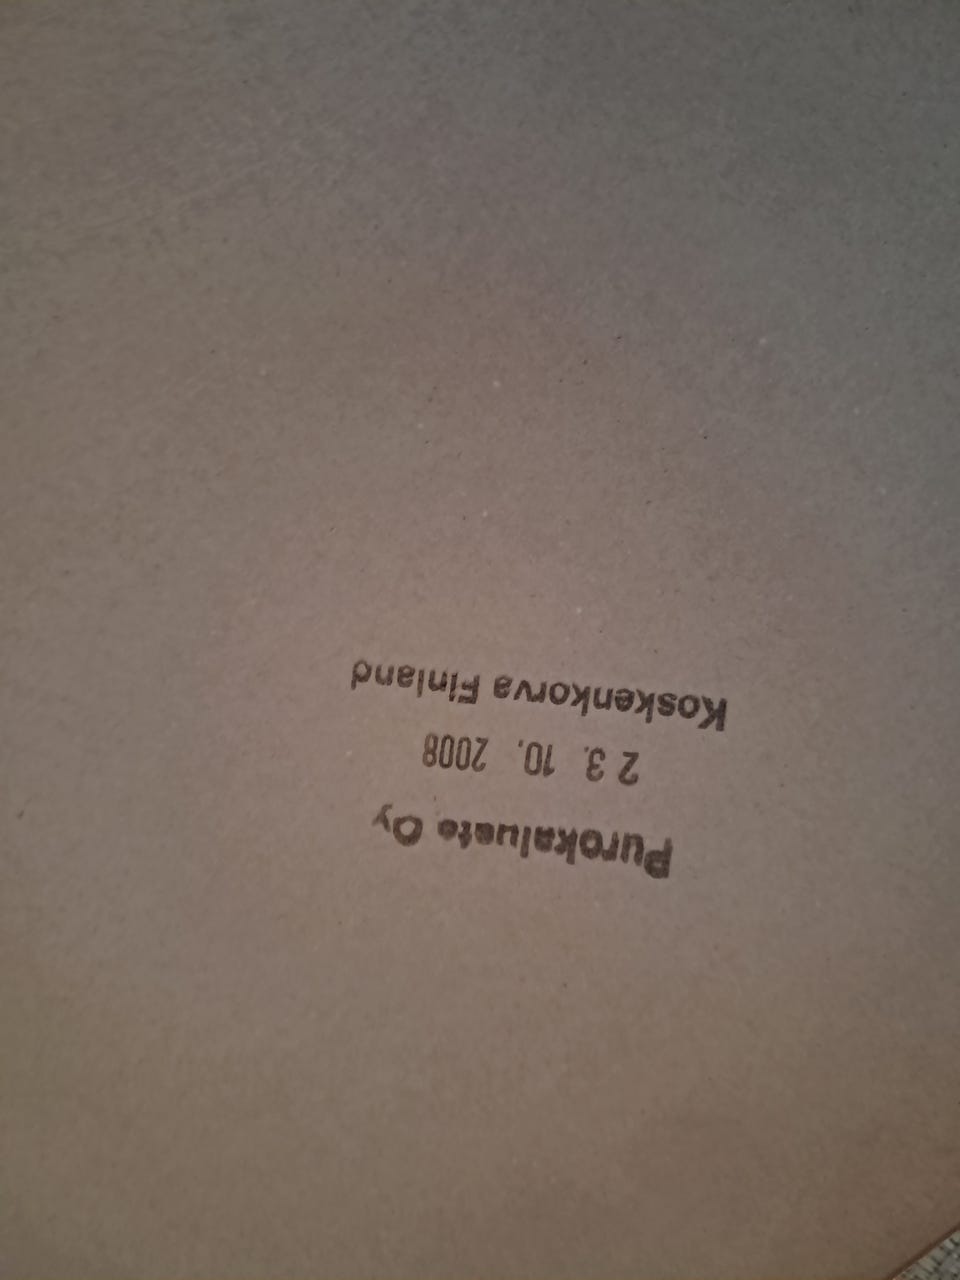 Purokaluste Oy
2 3. 10. 2008
Koskenkorva Finland